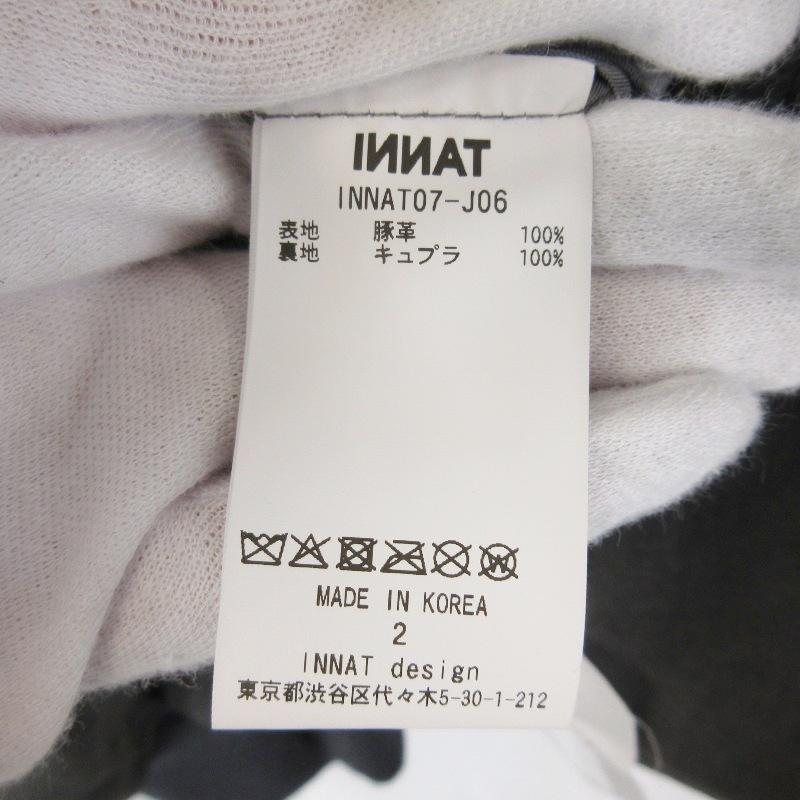 INNAT
INNAT07-J06
表地 豚革 100%
裏地 キュプラ 100%
W
MADE IN KOREA
2
INNAT design
東京都渋谷区代々木5-30-1-212